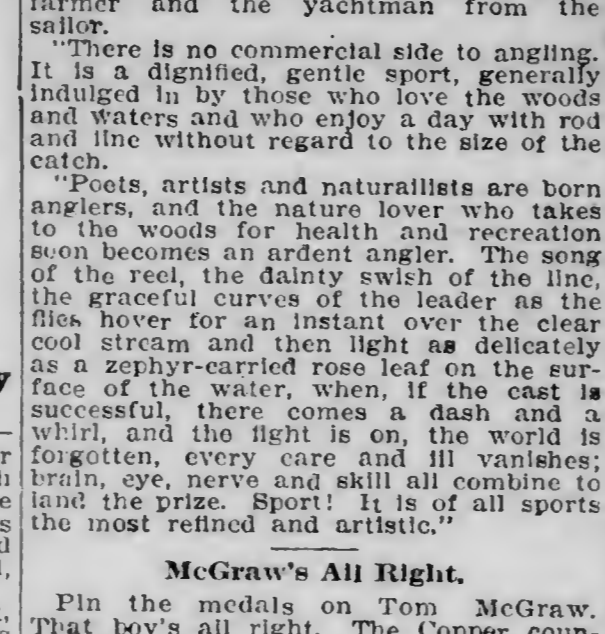 farmer and the yachtman from the
sailor.
"There is no commercial side to angling.
It is a dignified, gentle sport, generally
indulged in by those who love the woods
and waters and who enjoy a day with rod
and line without regard to the size of the
catch.
"Poets, artists and naturallists are born
anglers, and the nature lover who takes
to the woods for health and recreation
soon becomes an ardent angler. The song
of the reel, the dainty swish of the line,
the graceful curves of the leader as the
flies hover for an instant over the clear
cool stream and then light as delicately
as a zephyr-carried rose leaf on the sur-
face of the water, when, if the cast is
successful, there comes a dash and a
whirl, and the fight is on, the world is
forgotten, every care and ill vanishes;
brain, eye, nerve and skill all combine to
land the prize. Sport! It is of all sports
the most refined and artistic."
McGraw's All Right.
Pin the medals on Tom McGraw.
That boy's all right. The Copper coun-